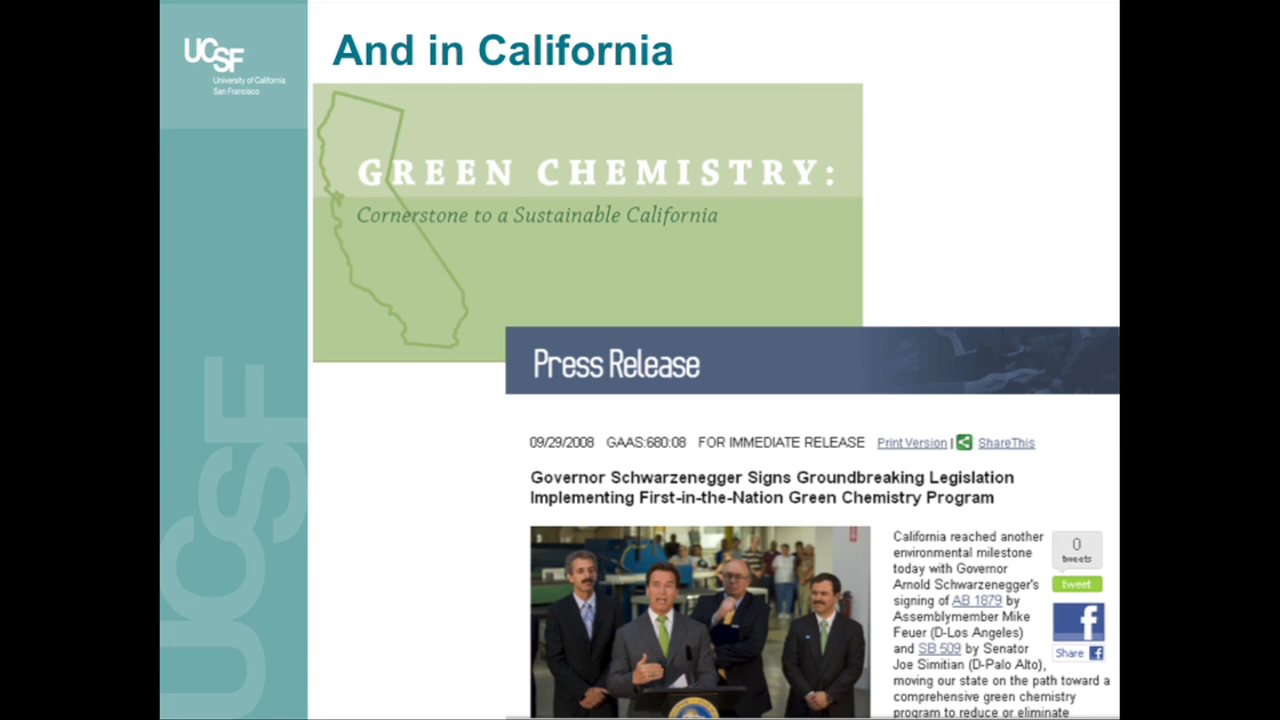 UCSF
University of California
San Francisco
And in California
GREEN CHEMISTRY:
Cornerstone to a Sustainable California
UCSF
Press Release
09/29/2008 GAAS:680:08 FOR IMMEDIATE RELEASE Print Version | ShareThis
Governor Schwarzenegger Signs Groundbreaking Legislation
Implementing First-in-the-Nation Green Chemistry Program
California reached another
environmental milestone
today with Governor
Arnold Schwarzenegger's
signing of AB 1879 by
Assemblymember Mike
Feuer (D-Los Angeles)
and SB 509 by Senator
Joe Simitian (D-Palo Alto),
moving our state on the path toward a
comprehensive green chemistry
program to reduce or eliminate
0
tweets
tweet
f
Share f